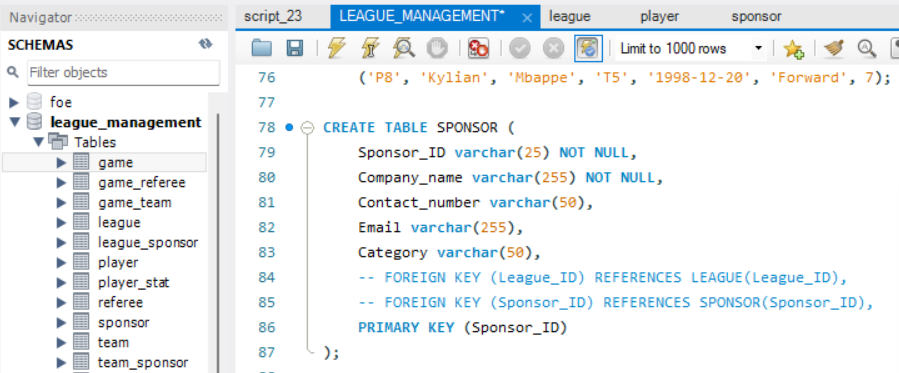 Navigator
SCHEMAS
Filter objects
foe
league_management
Tables
game
game_referee
game_team
league
league_sponsor
player
player_stat
referee
sponsor
team
team_sponsor
script_23
LEAGUE_MANAGEMENT*
league
player
sponsor
Limit to 1000 rows
76 ('P8', 'Kylian', 'Mbappe', 'T5', '1998-12-20', 'Forward', 7);
77
78 CREATE TABLE SPONSOR (
79 Sponsor_ID varchar(25) NOT NULL,
80 Company_name varchar(255) NOT NULL,
81 Contact_number varchar(50),
82 Email varchar(255),
83 Category varchar(50),
84 -- FOREIGN KEY (League_ID) REFERENCES LEAGUE(League_ID),
85 -- FOREIGN KEY (Sponsor_ID) REFERENCES SPONSOR(Sponsor_ID),
86 PRIMARY KEY (Sponsor_ID)
87 );